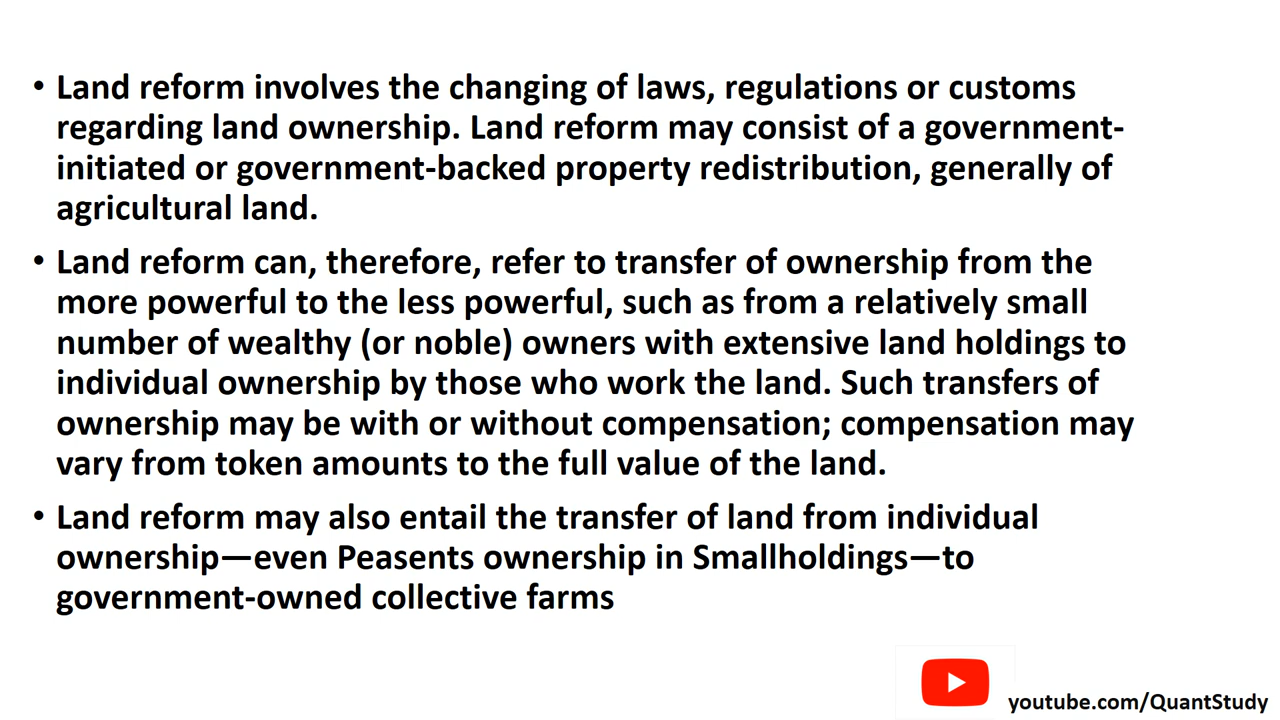 • Land reform involves the changing of laws, regulations or customs
regarding land ownership. Land reform may consist of a government-
initiated or government-backed property redistribution, generally of
agricultural land.
• Land reform can, therefore, refer to transfer of ownership from the
more powerful to the less powerful, such as from a relatively small
number of wealthy (or noble) owners with extensive land holdings to
individual ownership by those who work the land. Such transfers of
ownership may be with or without compensation; compensation may
vary from token amounts to the full value of the land.
• Land reform may also entail the transfer of land from individual
ownership—even Peasents ownership in Smallholdings—to
government-owned collective farms
youtube.com/QuantStudy